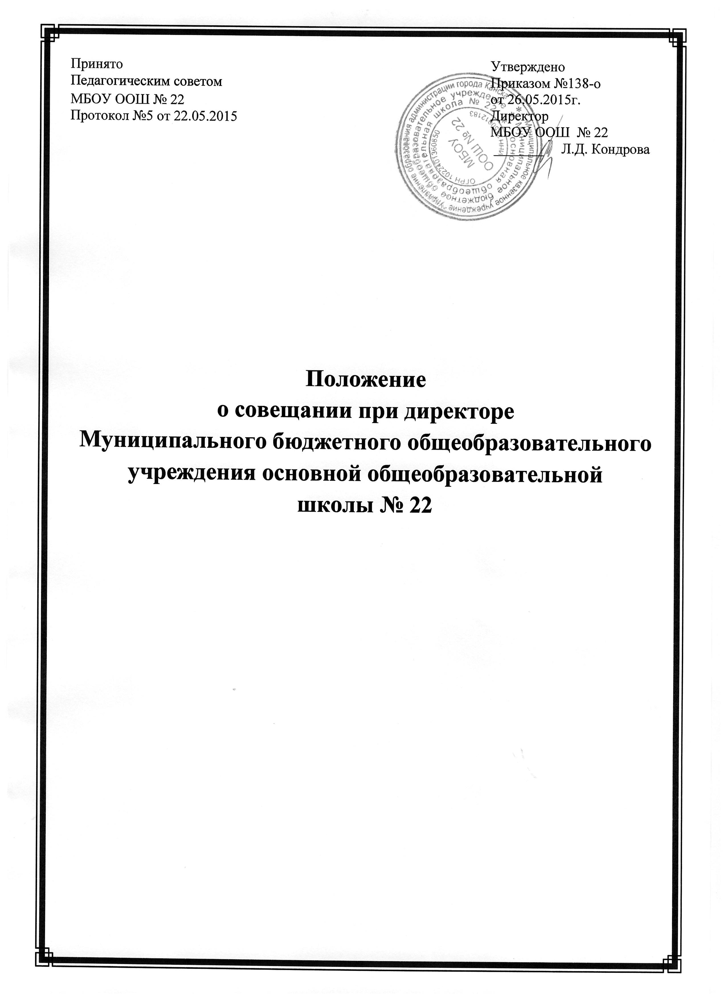 Принято
Педагогическим советом
МБОУ ООШ № 22
Протокол №5 от 22.05.2015
Утверждено
Приказом №138-о
от 26.05.2015г.
Директор
МБОУ ООШ № 22
Л.Д. Кондрова
администрации города Канска
Муниципальное казенное учреждение "Управление образования
Муниципальное бюджетное общеобразовательное учреждение
основная общеобразовательная школа № 22
ОГРН 1022401360850
МБОУ
ООШ № 22
Положение
о совещании при директоре
Муниципального бюджетного общеобразовательного
учреждения основной общеобразовательной
школы № 22